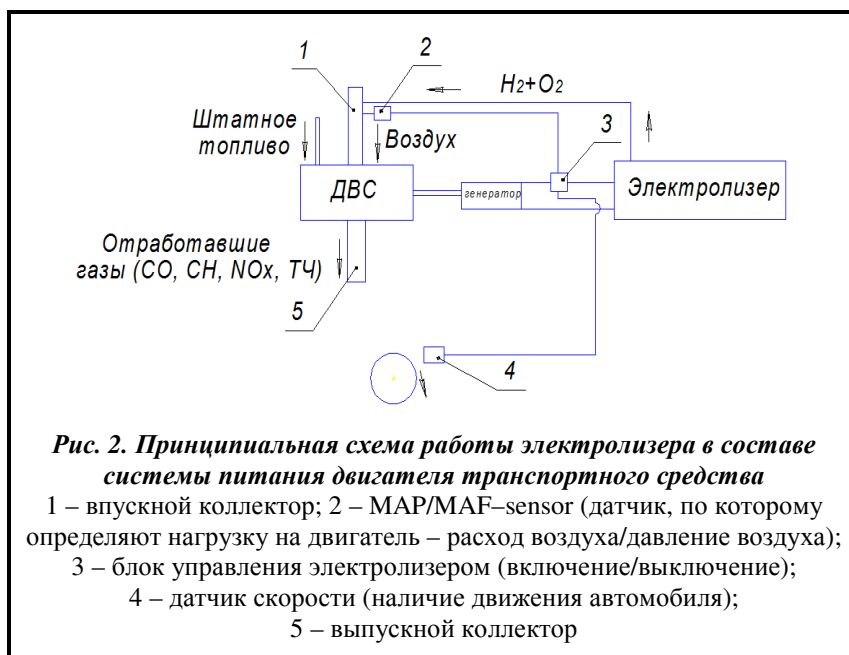 1
2
H2+O2
3
Штатное
топливо
Воздух
ДВС
генератор
Электролизер
Отработавшие
газы (CO, CH, NOx, ТЧ)
5
4
Рис. 2. Принципиальная схема работы электролизера в составе
системы питания двигателя транспортного средства
1 – впускной коллектор; 2 – MAP/MAF–sensor (датчик, по которому
определяют нагрузку на двигатель – расход воздуха/давление воздуха);
3 – блок управления электролизером (включение/выключение);
4 – датчик скорости (наличие движения автомобиля);
5 – выпускной коллектор